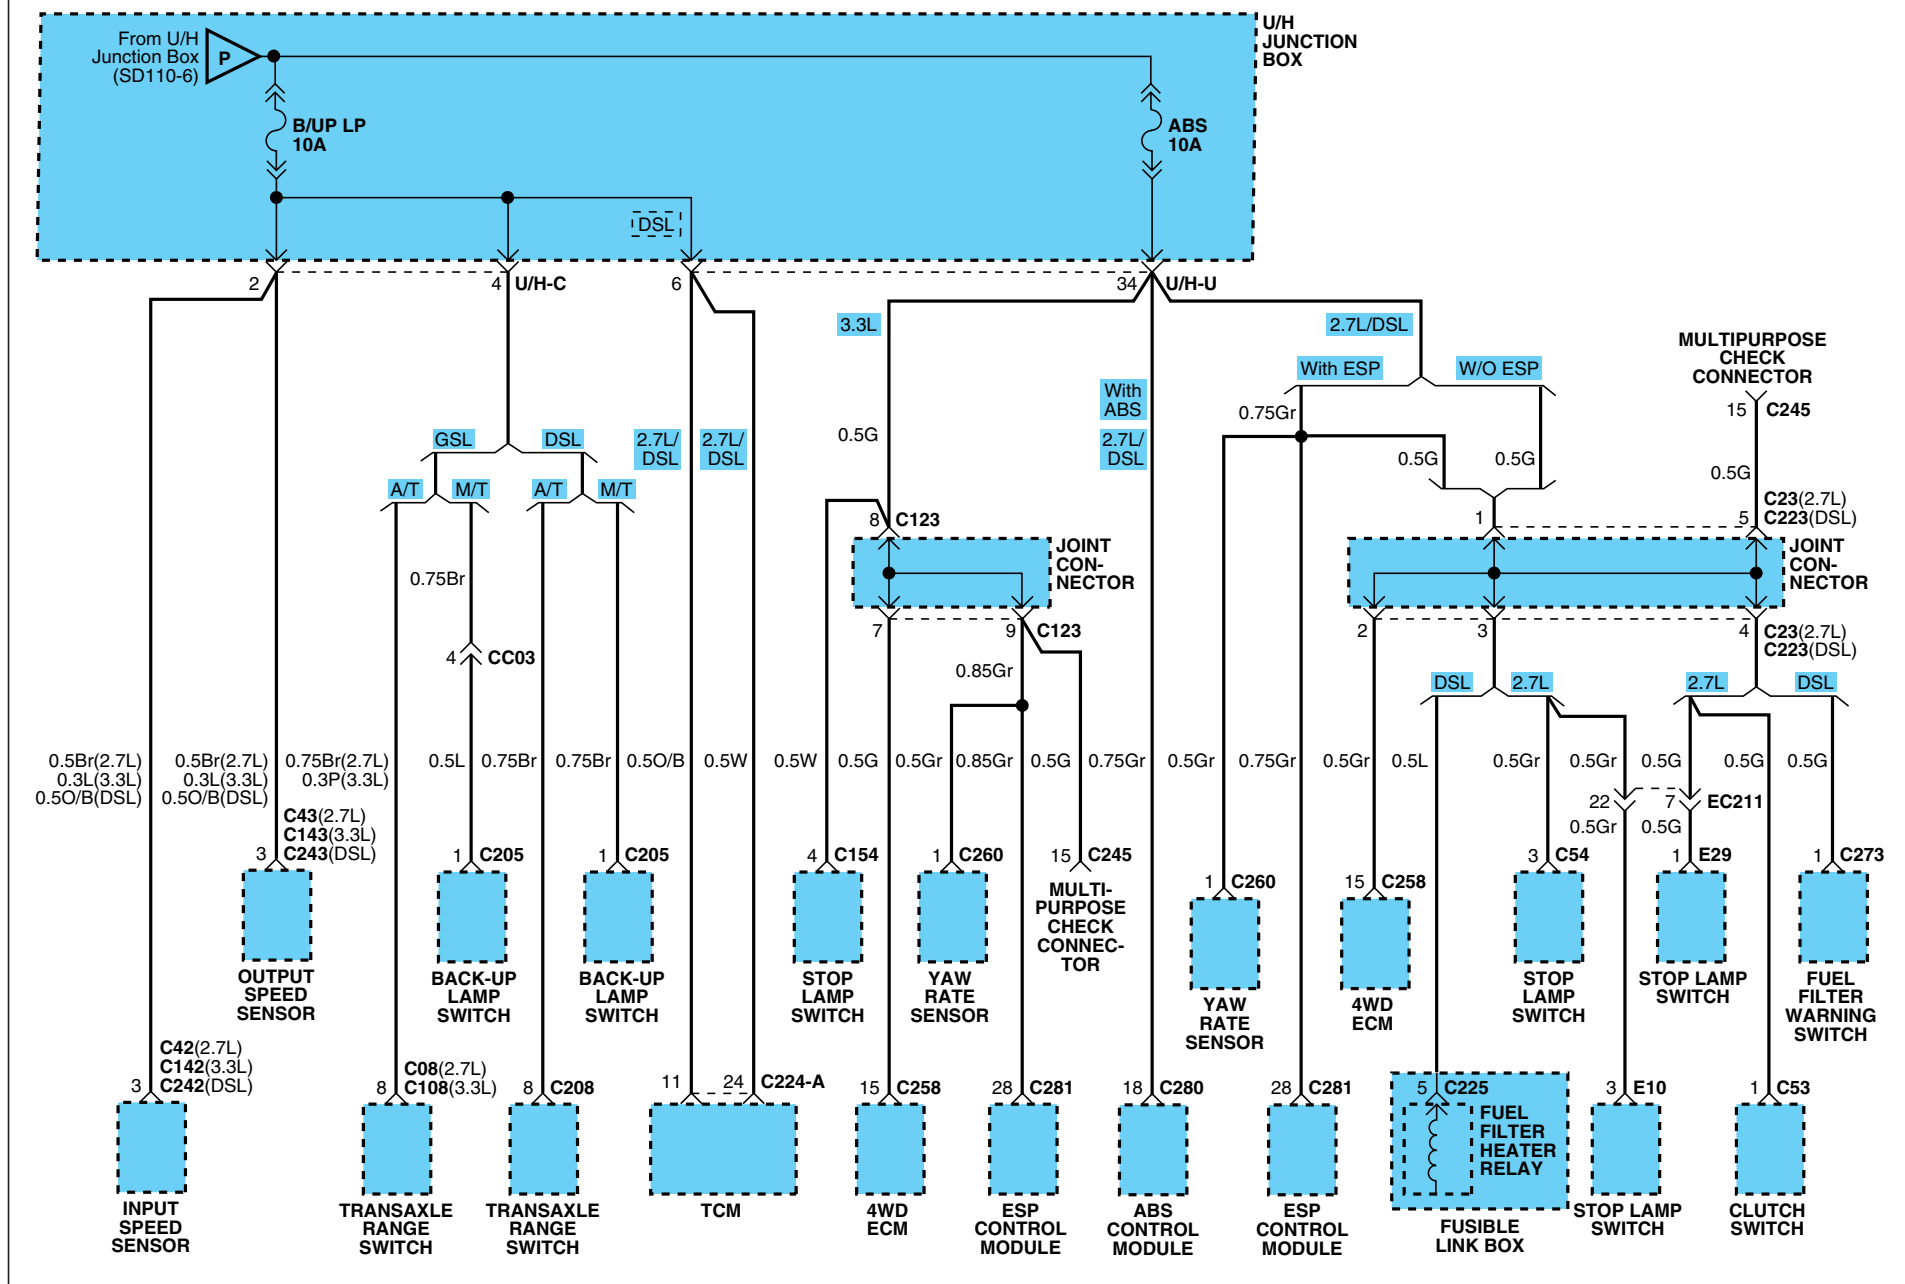 From U/H
Junction Box
(SD110-6)
P
B/UP LP
10A
ABS
10A
DSL
U/H
JUNCTION
BOX
2
4
U/H-C
6
34
U/H-U
3.3L
2.7L/DSL
With ESP
W/O ESP
MULTIPURPOSE
CHECK
CONNECTOR
15
C245
With
ABS
2.7L/
DSL
0.75Gr
0.5G
GSL
DSL
2.7L/
DSL
2.7L/
DSL
0.5G
0.5G
0.5G
A/T
M/T
A/T
M/T
8
C123
1
5
C23(2.7L)
C223(DSL)
JOINT
CON-
NECTOR
JOINT
CON-
NECTOR
0.75Br
4
CC03
7
9
C123
2
3
4
C23(2.7L)
C223(DSL)
0.85Gr
DSL
2.7L
2.7L
DSL
0.5Br(2.7L)
0.3L(3.3L)
0.5O/B(DSL)
0.5Br(2.7L)
0.3L(3.3L)
0.5O/B(DSL)
0.75Br(2.7L)
0.3P(3.3L)
0.5L
0.75Br
0.75Br
0.5O/B
0.5W
0.5W
0.5G
0.5Gr
0.85Gr
0.5G
0.75Gr
0.5Gr
0.75Gr
0.5Gr
0.5L
0.5Gr
0.5Gr
0.5G
0.5G
0.5G
22
7
EC211
0.5Gr
0.5G
C43(2.7L)
C143(3.3L)
3
C243(DSL)
1
C205
1
C205
4
C154
1
C260
15
C245
1
C260
15
C258
3
C54
1
E29
1
C273
OUTPUT
SPEED
SENSOR
BACK-UP
LAMP
SWITCH
BACK-UP
LAMP
SWITCH
STOP
LAMP
SWITCH
YAW
RATE
SENSOR
MULTI-
PURPOSE
CHECK
CONNEC-
TOR
YAW
RATE
SENSOR
4WD
ECM
STOP
LAMP
SWITCH
STOP LAMP
SWITCH
FUEL
FILTER
WARNING
SWITCH
C42(2.7L)
C142(3.3L)
3
C242(DSL)
C08(2.7L)
8
C108(3.3L)
8
C208
11
24
C224-A
15
C258
28
C281
18
C280
28
C281
5
C225
FUEL
FILTER
HEATER
RELAY
3
E10
1
C53
INPUT
SPEED
SENSOR
TRANSAXLE
RANGE
SWITCH
TRANSAXLE
RANGE
SWITCH
TCM
4WD
ECM
ESP
CONTROL
MODULE
ABS
CONTROL
MODULE
ESP
CONTROL
MODULE
FUSIBLE
LINK BOX
STOP LAMP
SWITCH
CLUTCH
SWITCH